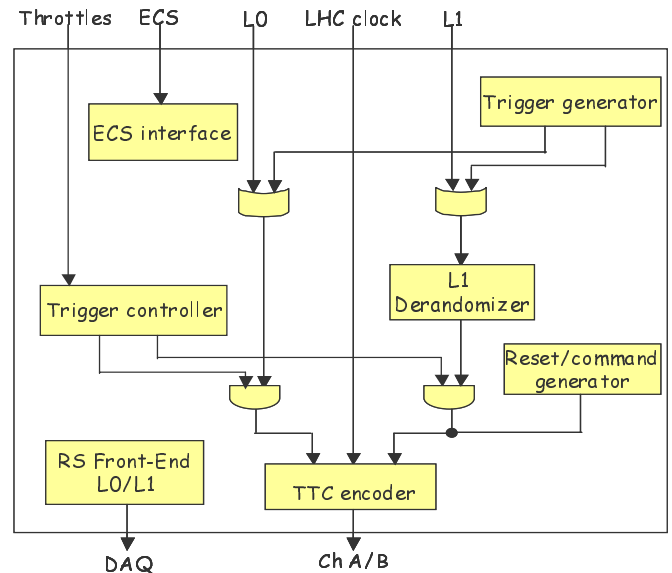 Throttles ECS L0 LHC clock L1
Trigger generator
ECS interface
L1
Derandomizer
Trigger controller
Reset/command
generator
RS Front-End
L0/L1
TTC encoder
DAQ
Ch A/B